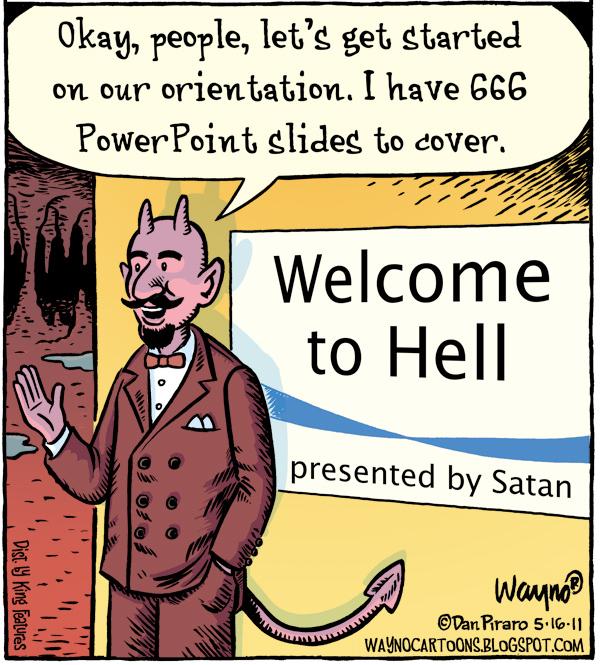 Okay, people, let's get started
on our orientation. I have 666
PowerPoint slides to cover.
Welcome
to Hell
presented by Satan
Dist. by King Features
Wayno®
©Dan Piraro 5·16·11
WAYNOCARTOONS.BLOGSPOT.COM